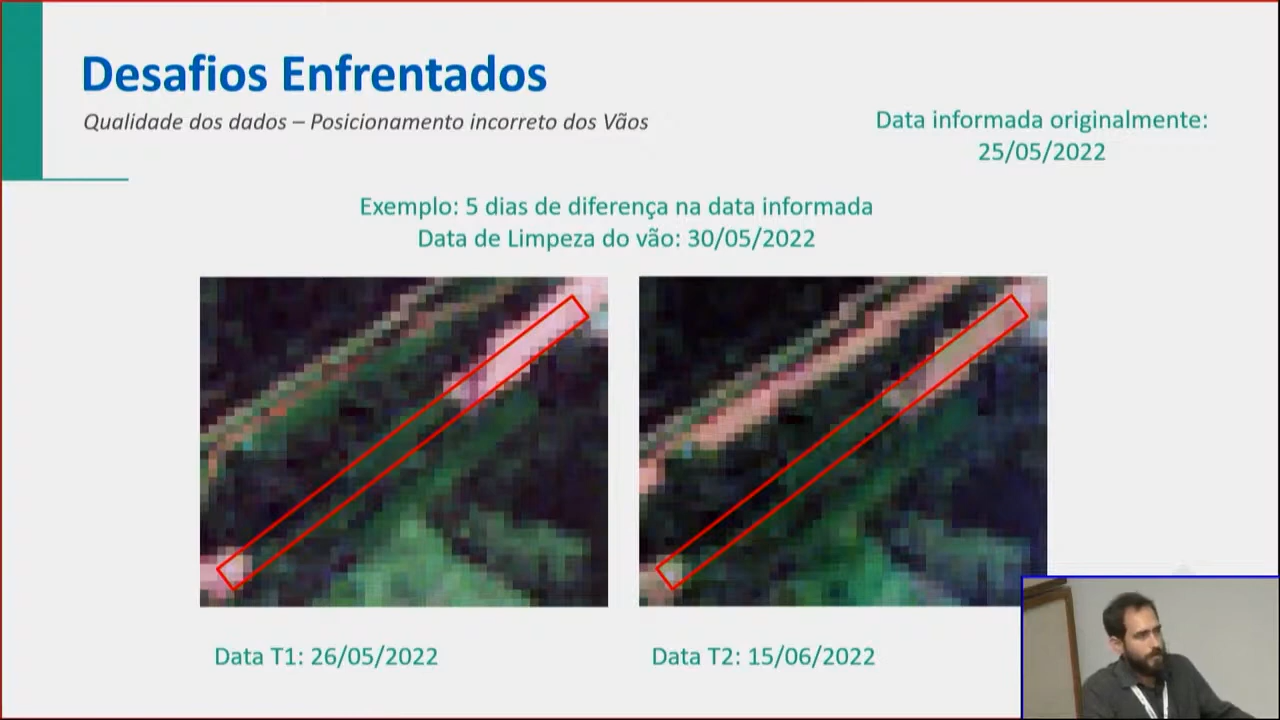 Desafios Enfrentados
Qualidade dos dados – Posicionamento incorreto dos Vãos
Data informada originalmente:
25/05/2022
Exemplo: 5 dias de diferença na data informada
Data de Limpeza do vão: 30/05/2022
Data T1: 26/05/2022
Data T2: 15/06/2022